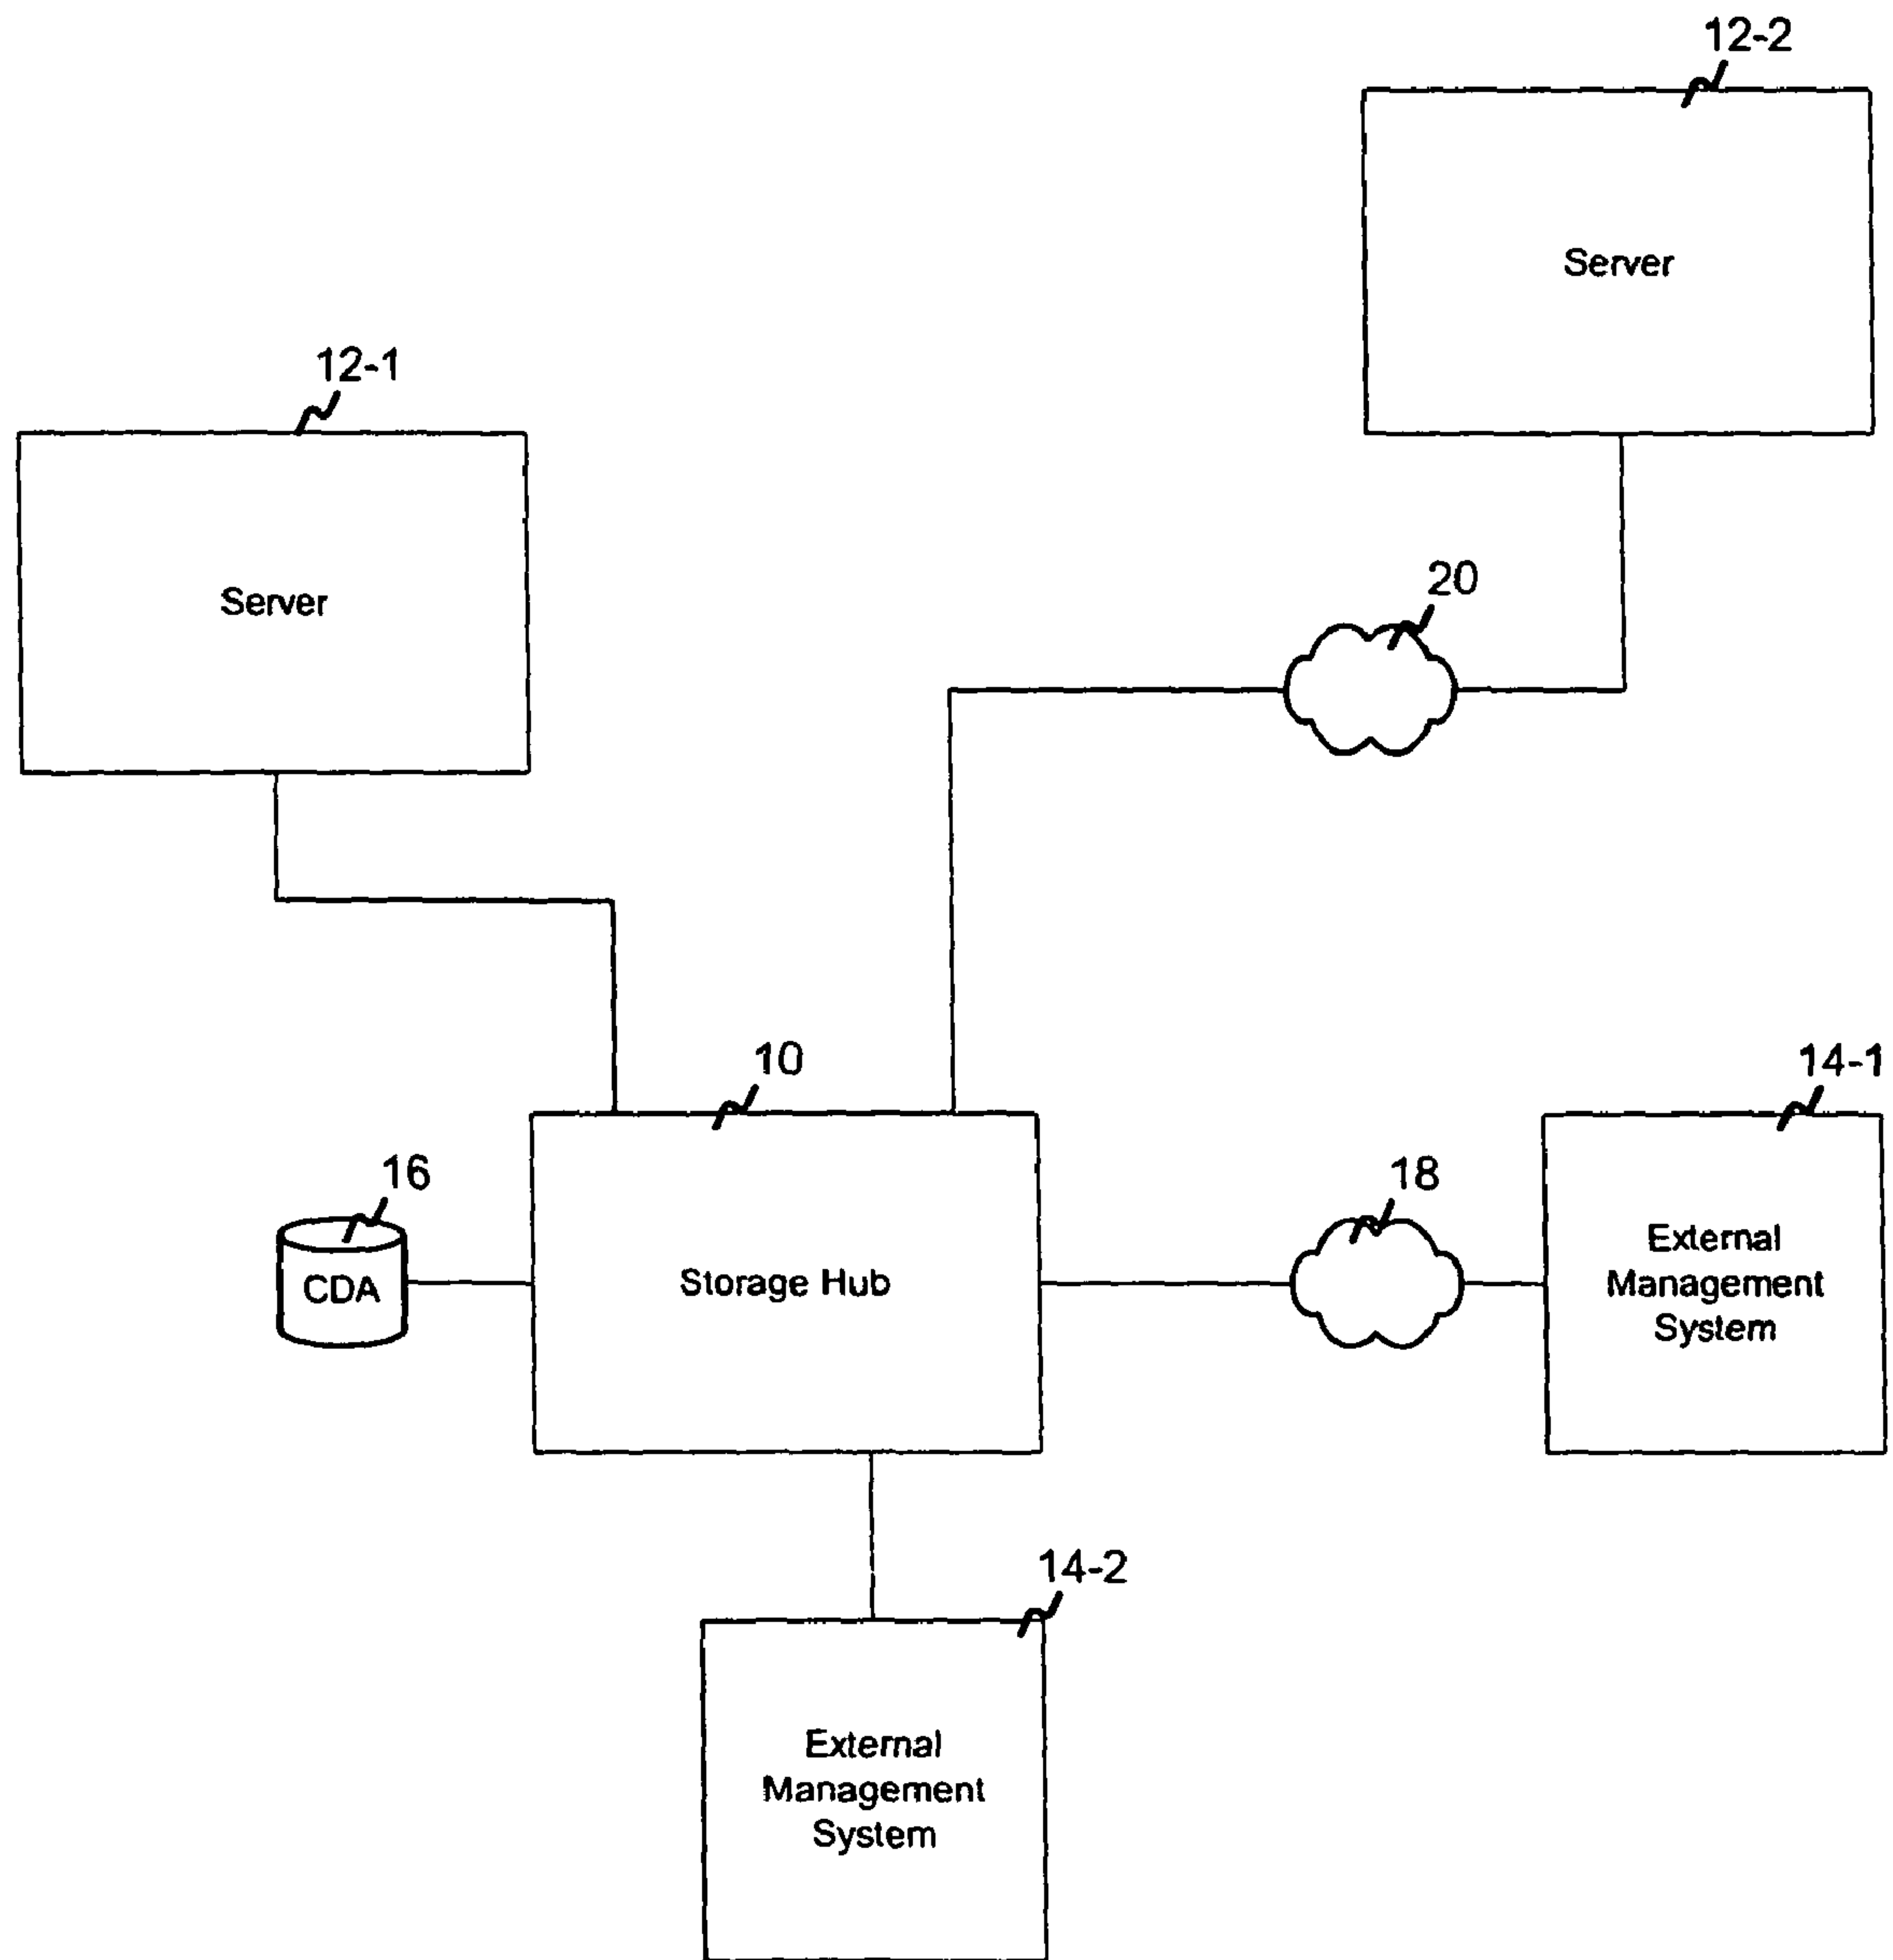 12-2
Server
12-1
Server
20
10
14-1
16
18
CDA
Storage Hub
External
Management
System
14-2
External
Management
System